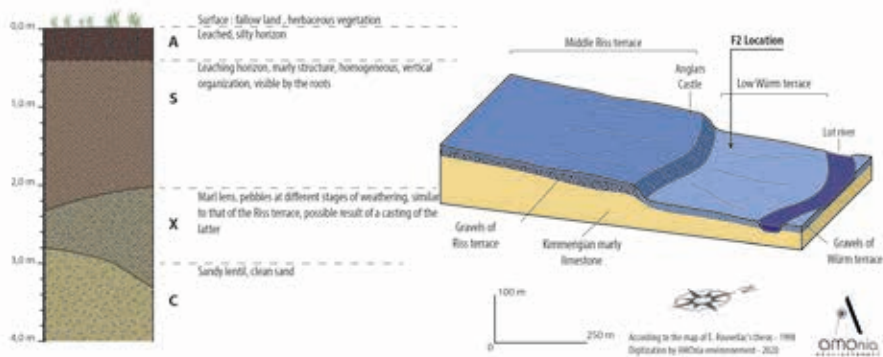 0,0 m
1,0 m
2,0 m
3,0 m
4,0 m
A
S
X
C
Surface : fallow land , herbaceous vegetation
Leached, silty horizon
Leaching horizon, marly structure, homogeneous, vertical
organization, visible by the roots
Marl lens, pebbles at different stages of weathering, similar
to that of the Riss terrace, possible result of a casting of the
latter
Sandy lentil, clean sand
Middle Riss terrace
F2 Location
Anglars
Castle
Low Würm terrace
Lot river
Gravels of
Riss terrace
Kimmerigian marly
limestone
Gravels of
Würm terrace
100 m
0
250 m
According to the map of E. thesis - 1998
Digitization by AMOnia environnement - 2020
AMOnia
ENVIRONNEMENT